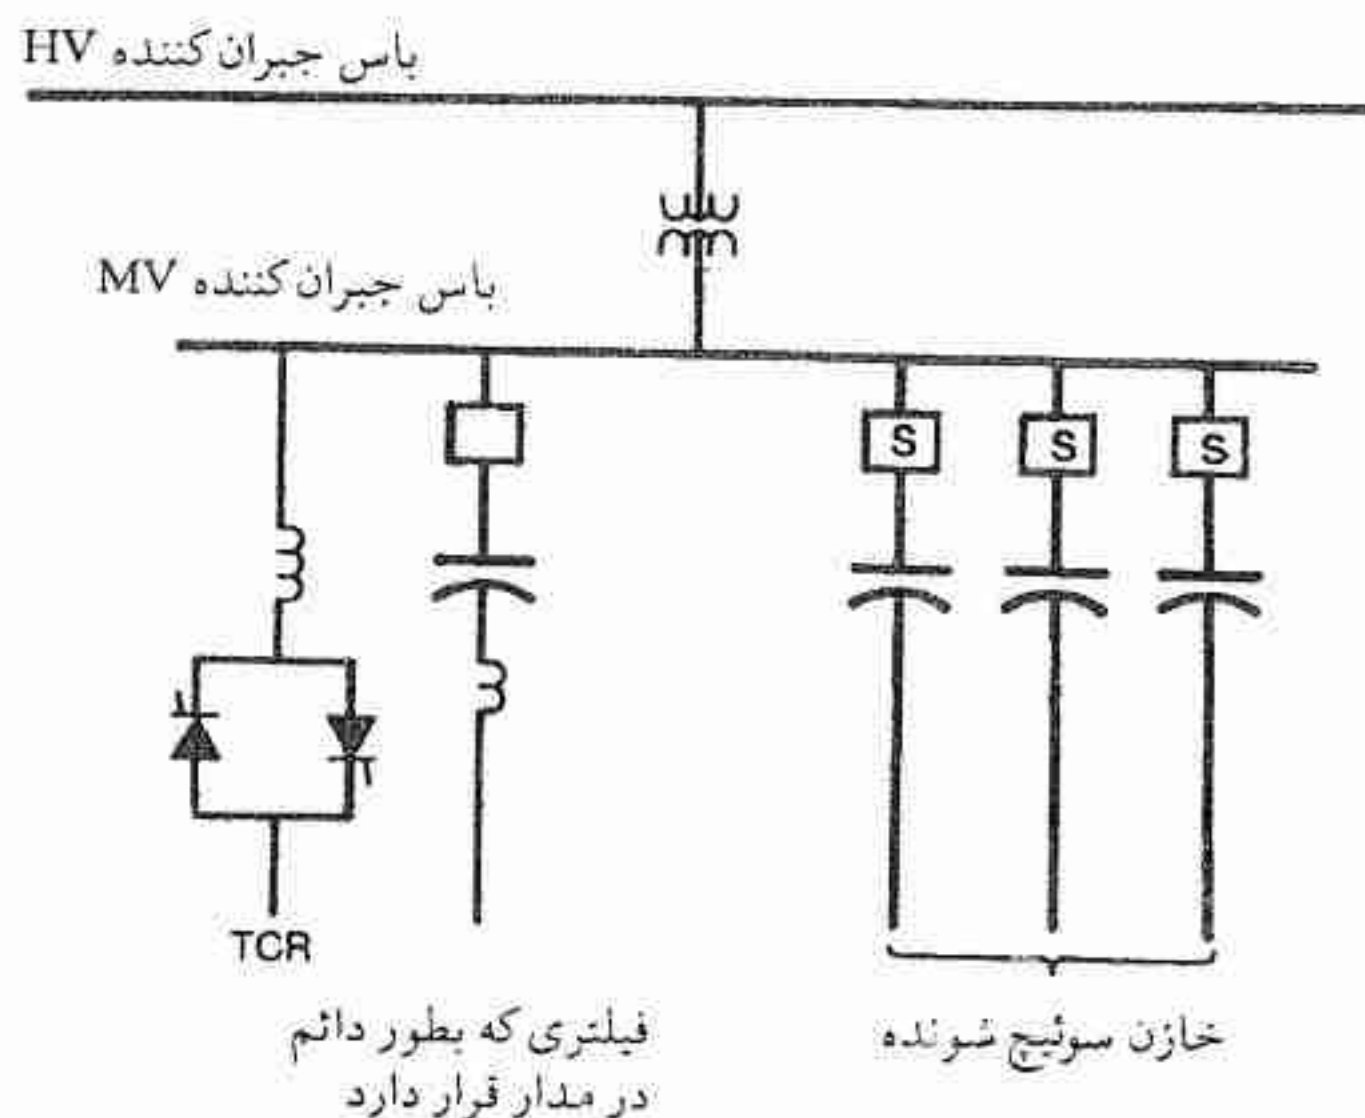 باس جبران کننده HV
باس جبران کننده MV
S
S
S
TCR
فیلتری که بطور دائم
در مدار قرار دارد
خازن سوئیچ شونده